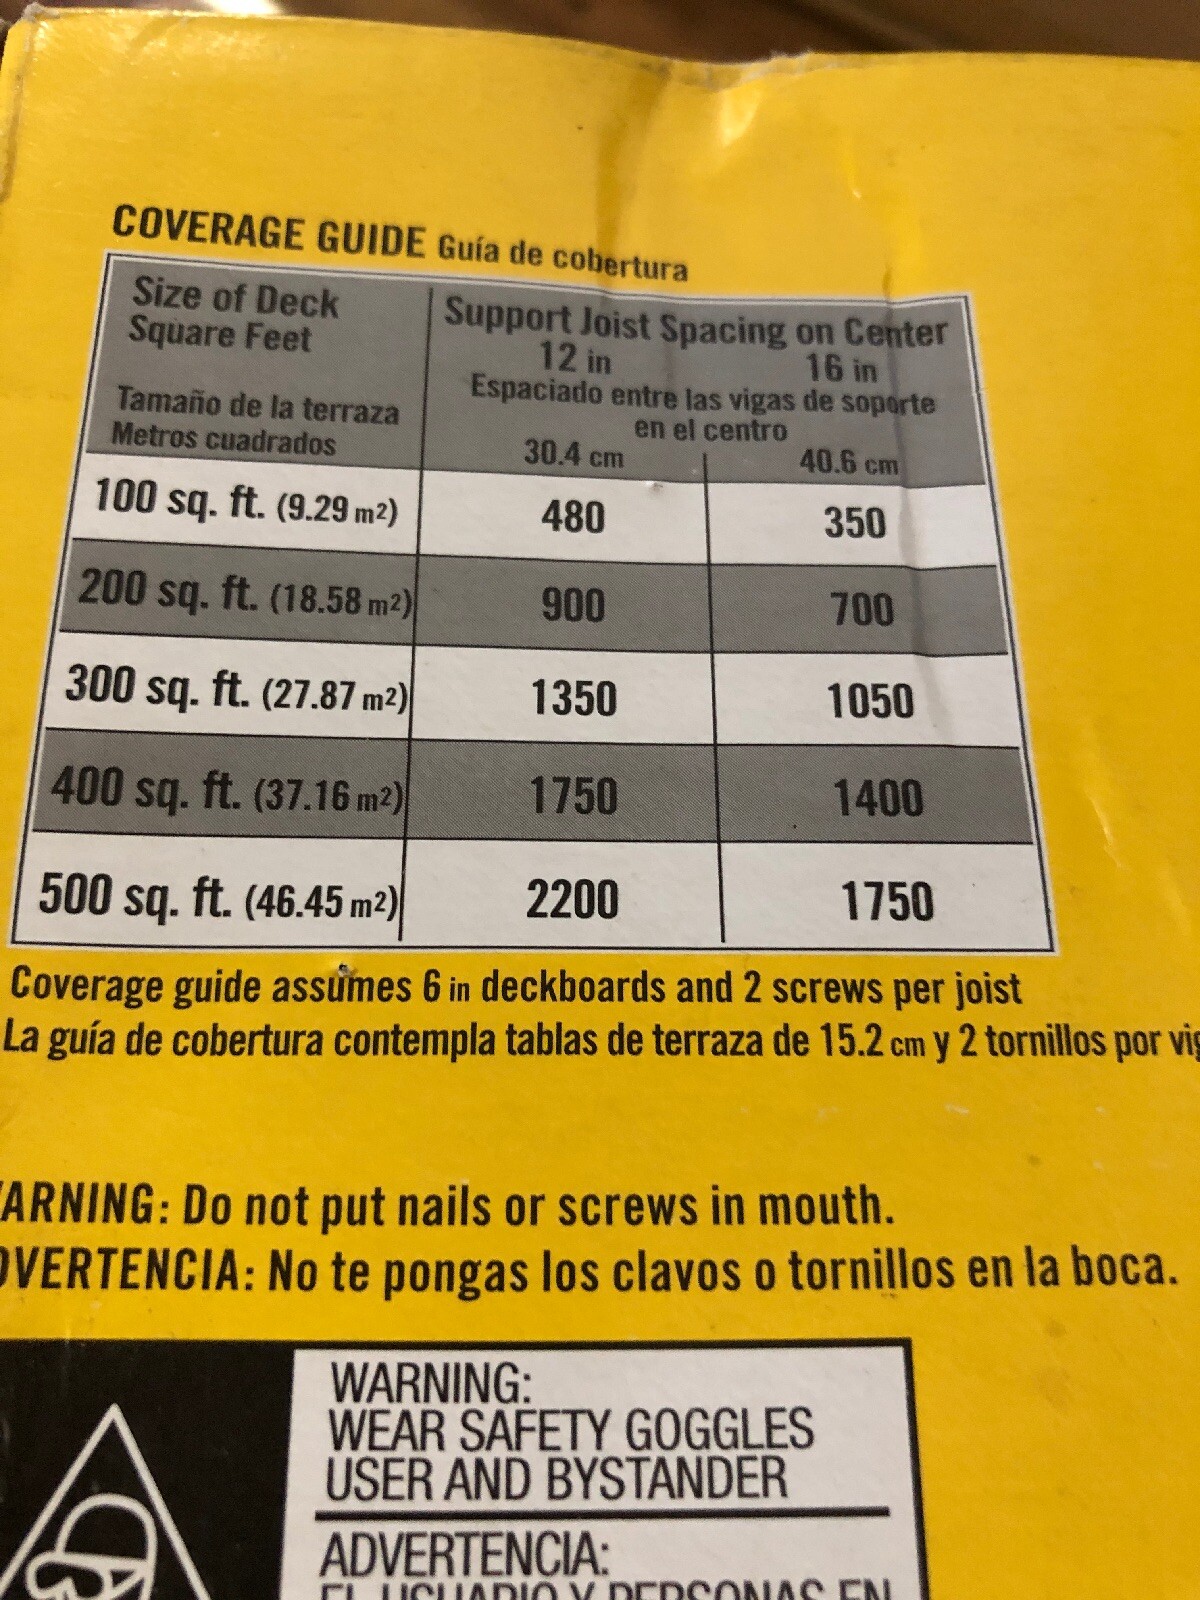 COVERAGE GUIDE Guía de cobertura
Size of Deck
Square Feet
Tamaño de la terraza
Metros cuadrados
Support Joist Spacing on Center
12 in 16 in
Espaciado entre las vigas de soporte
en el centro
30.4 cm 40.6 cm
100 sq. ft. (9.29 m2) 480 350
200 sq. ft. (18.58 m2) 900 700
300 sq. ft. (27.87 m2) 1350 1050
400 sq. ft. (37.16 m2) 1750 1400
500 sq. ft. (46.45 m2) 2200 1750
Coverage guide assumes 6 in deckboards and 2 screws per joist
La guía de cobertura contempla tablas de terraza de 15.2 cm y 2 tornillos por
ARNING: Do not put nails or screws in mouth.
VERTENCIA: No te pongas los clavos o tornillos en la boca.
WARNING:
WEAR SAFETY GOGGLES
USER AND BYSTANDER
ADVERTENCIA:
EL USUARIO Y PERSONAS EN